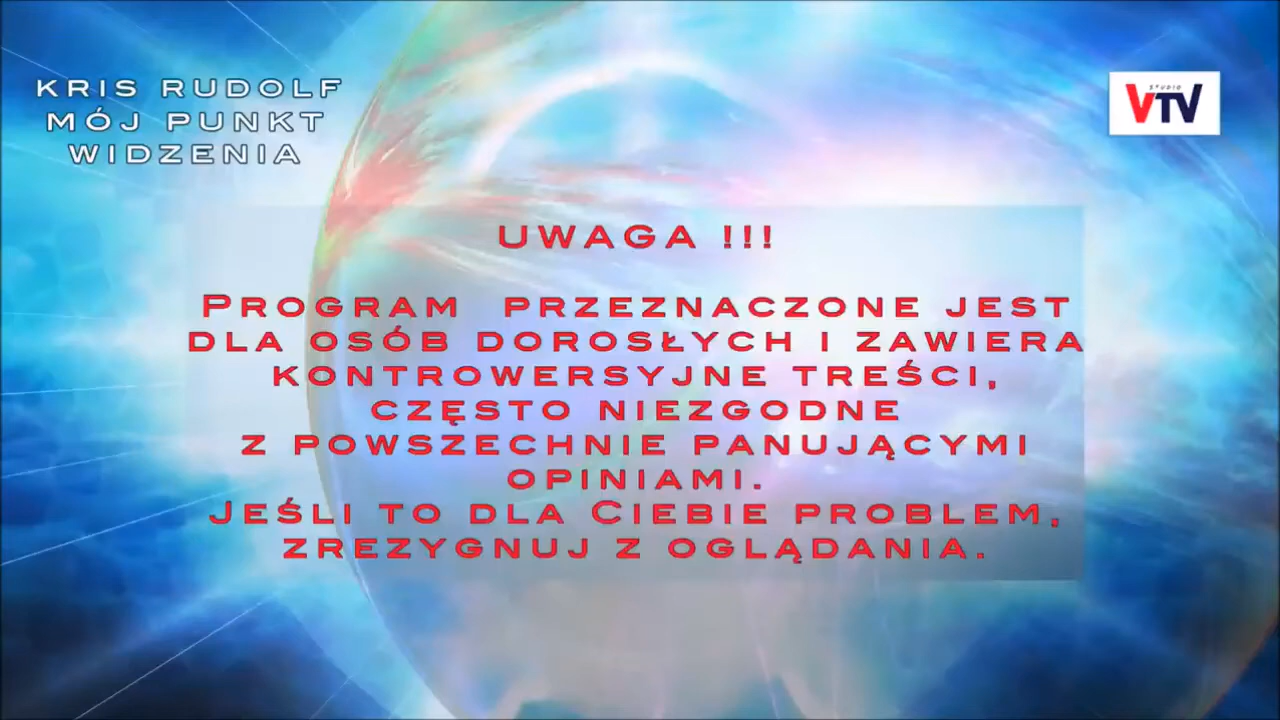 KRIS RUDOLF
MÓJ PUNKT
WIDZENIA
STUDIO
VTV
UWAGA !!!
PROGRAM PRZEZNACZONE JEST
DLA OSÓB DOROSŁYCH I ZAWIERA
KONTROWERSYJNE TREŚCI,
CZĘSTO NIEZGODNE
Z POWSZECHNIE PANUJĄCYMI
OPINIAMI.
JEŚLI TO DLA CIEBIE PROBLEM,
ZREZYGNUJ Z OGLĄDANIA.